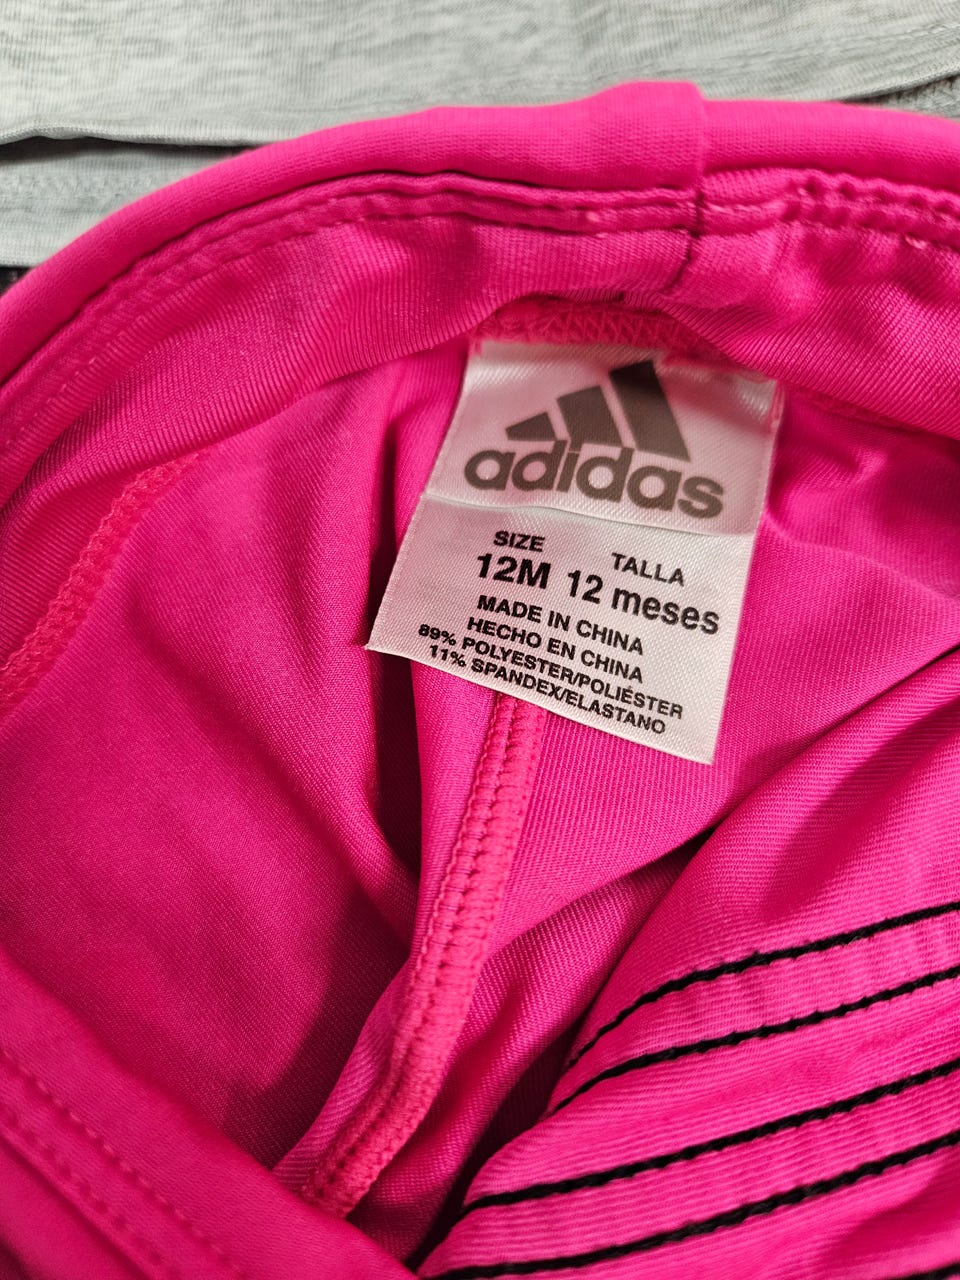 adidas
SIZE TALLA
12M 12 meses
MADE IN CHINA
HECHO EN CHINA
89% POLYESTER/POLIÉSTER
11% SPANDEX/ELASTANO